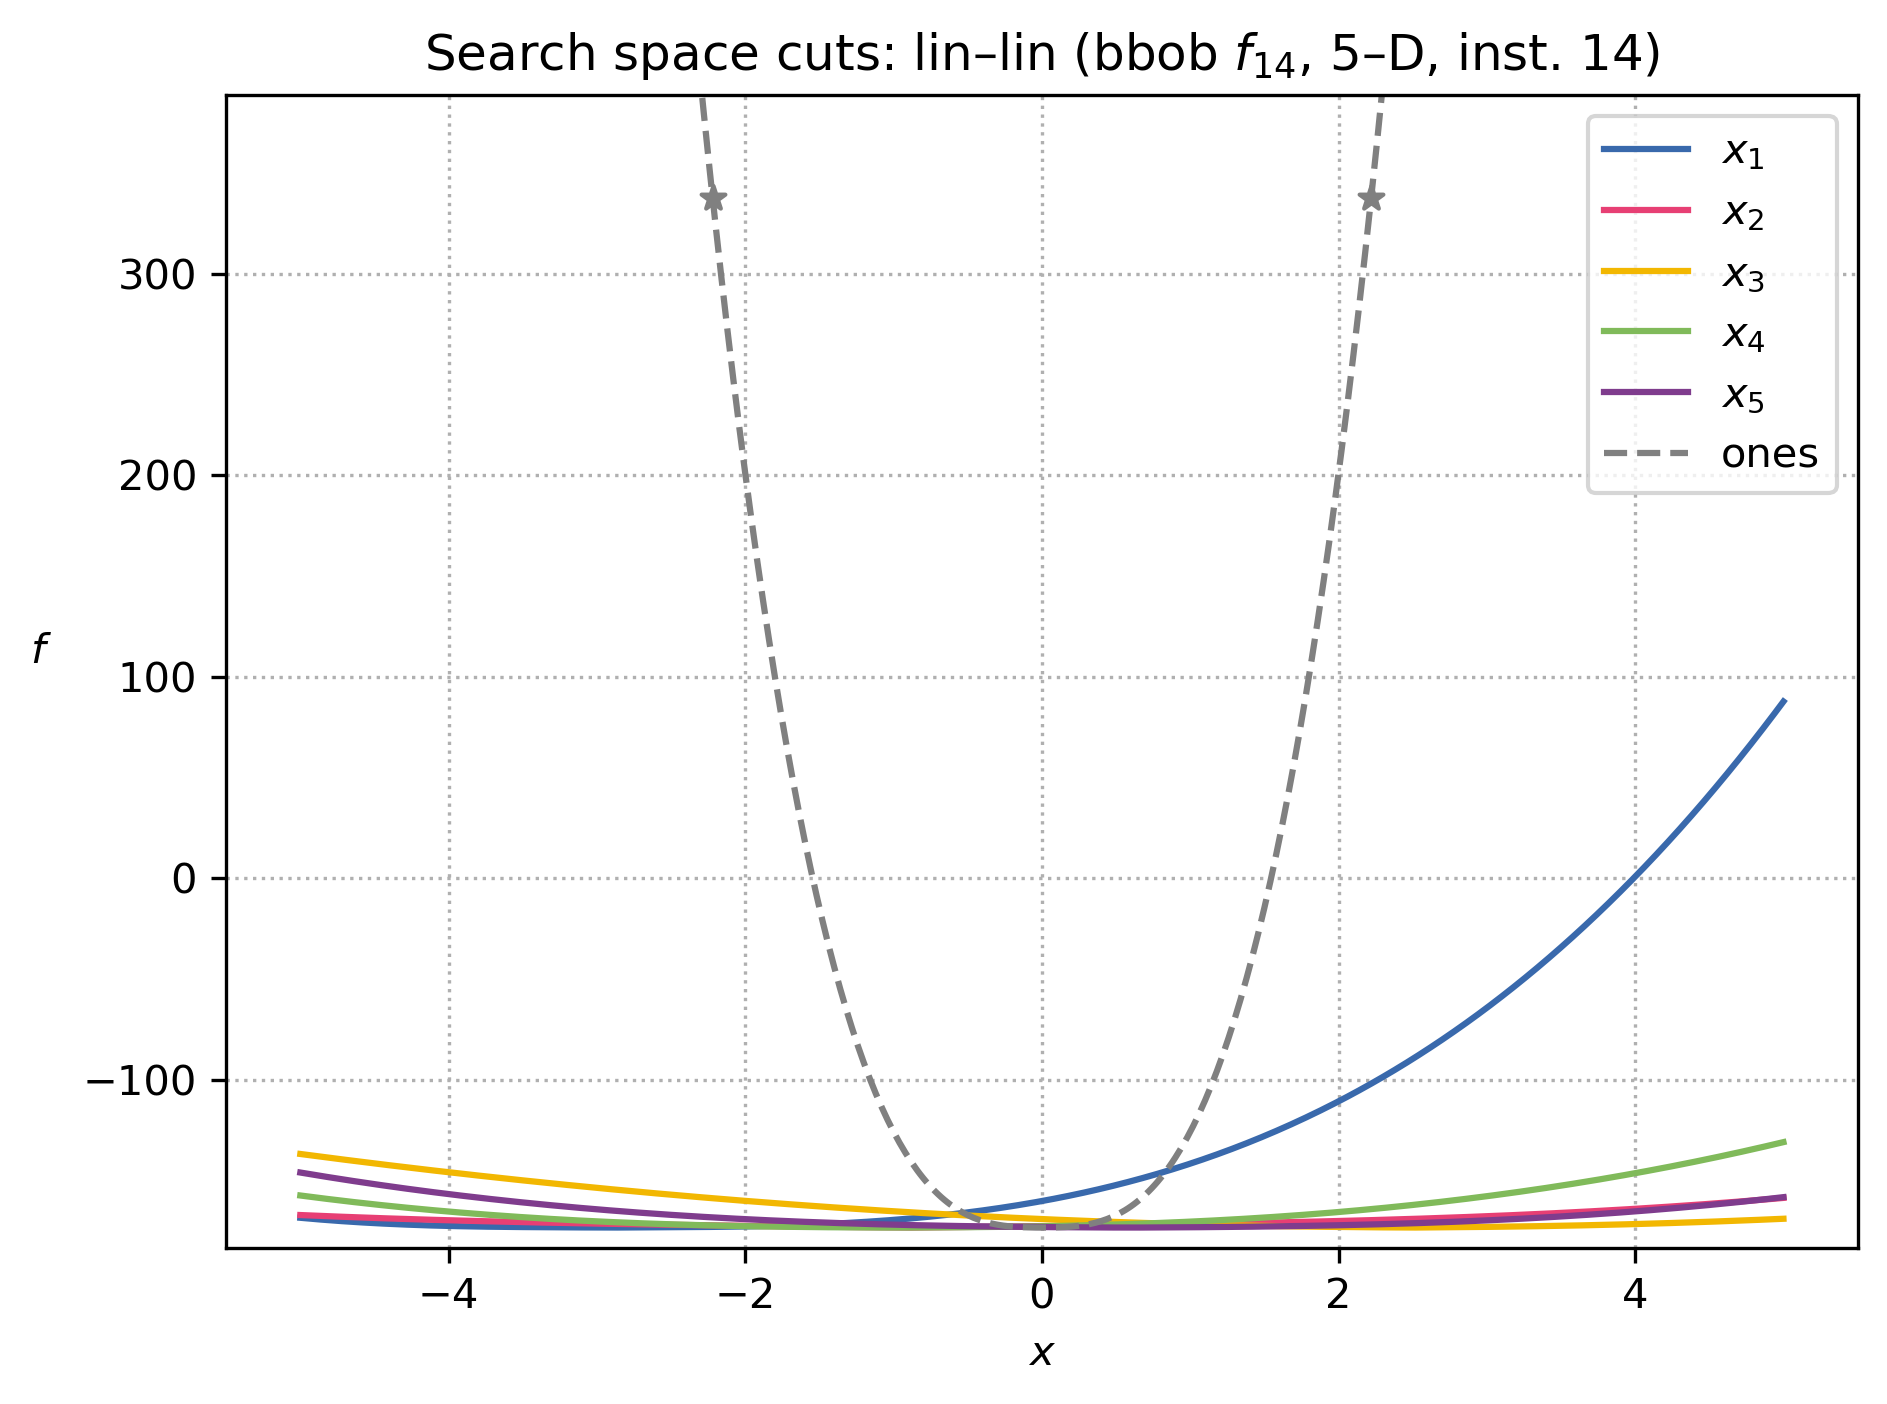 Search space cuts: lin–lin (bbob f₁₄, 5–D, inst. 14)
x₁
x₂
x₃
x₄
x₅
ones
300
200
100
0
−100
f
−4
−2
0
2
4
x